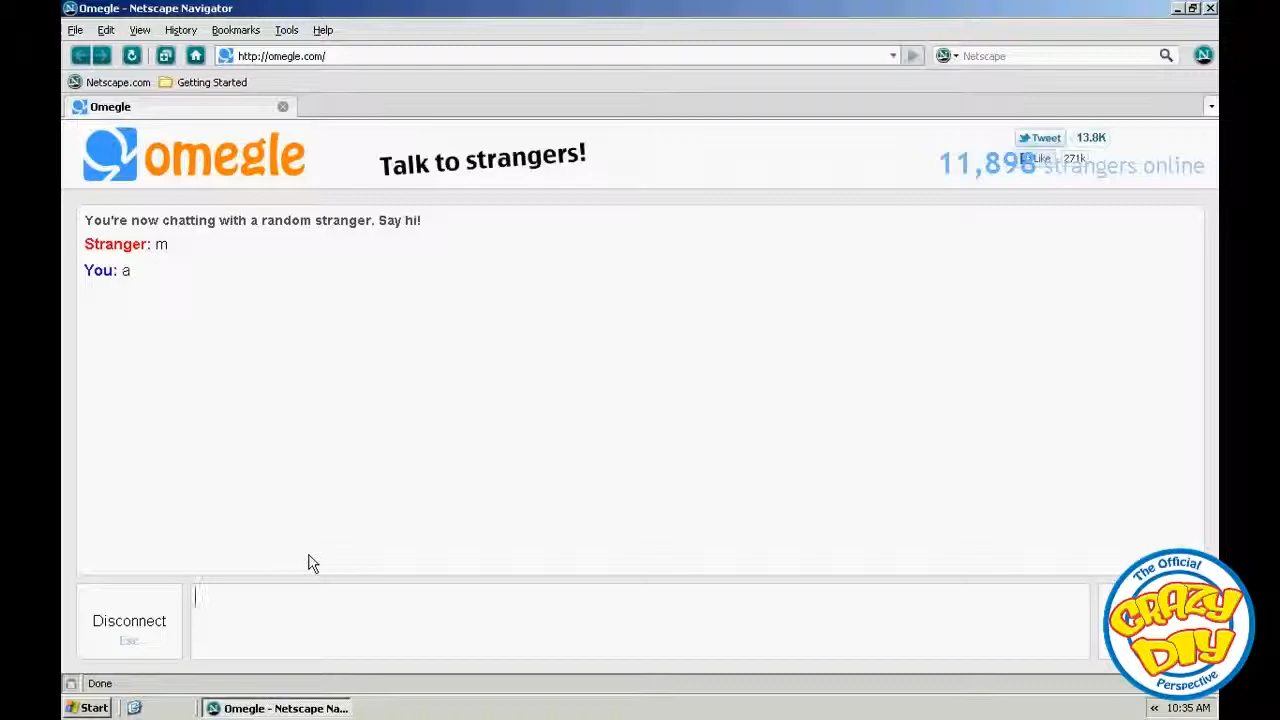 Omegle - Netscape Navigator
File Edit View History Bookmarks Tools Help
http://omegle.com/ Netscape
Netscape.com Getting Started
Omegle
omegle Talk to strangers!
Tweet 13.8K
Like 271k
11,898 strangers online
You're now chatting with a random stranger. Say hi!
Stranger: m
You: a
Disconnect
Esc
The Official
CRAZY
DIY
Perspective
Done
Start Omegle - Netscape Na... « 10:35 AM